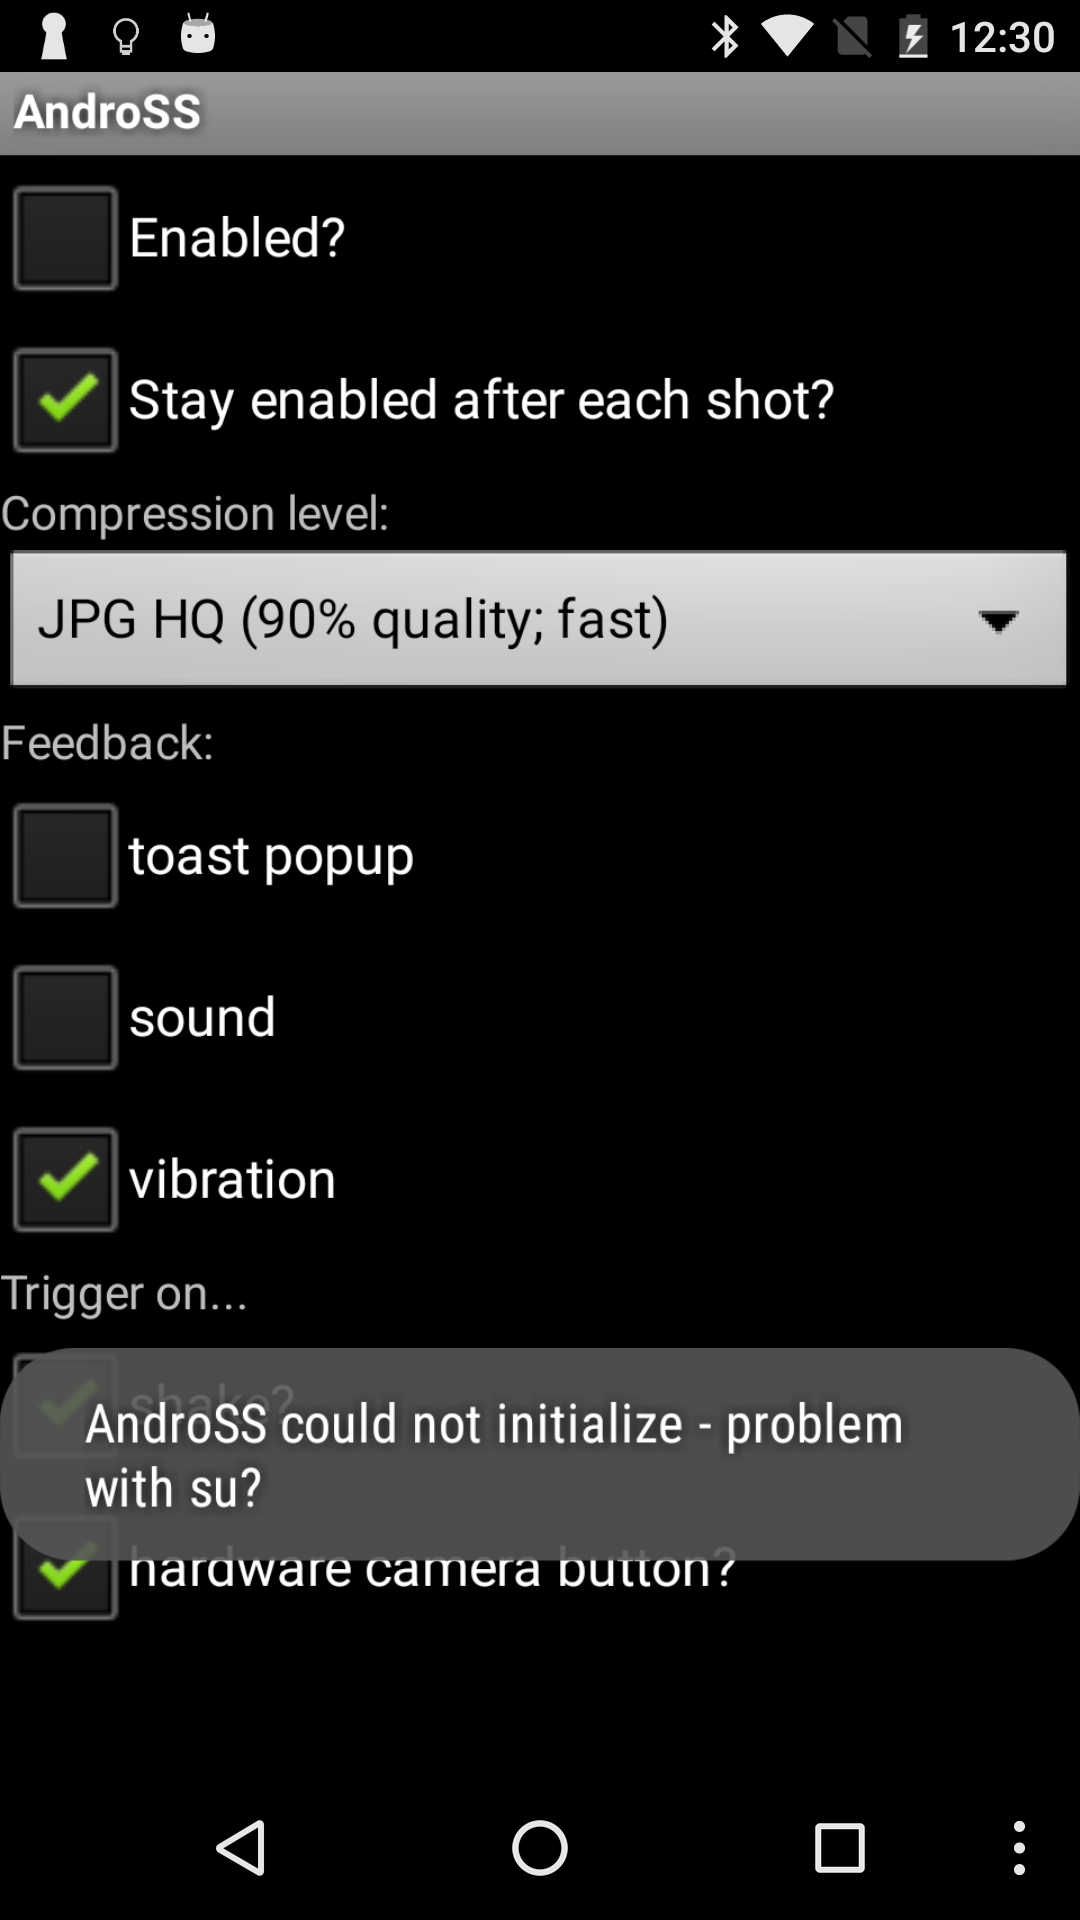 12:30
AndroSS
Enabled?
Stay enabled after each shot?
Compression level:
JPG HQ (90% quality; fast)
Feedback:
toast popup
sound
vibration
Trigger on...
shake?
AndroSS could not initialize - problem
with su?
hardware camera button?